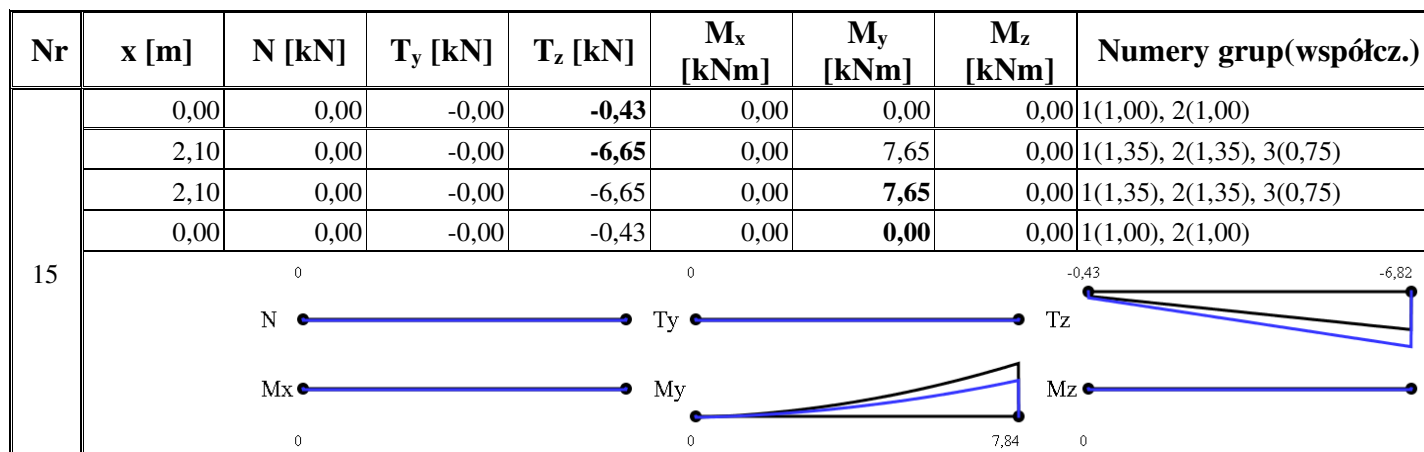 Nr x [m] N [kN] Ty [kN] Tz [kN] Mx [kNm] My [kNm] Mz [kNm] Numery grup(współcz.)
0,00 0,00 -0,00 -0,43 0,00 0,00 0,00 1(1,00), 2(1,00)
2,10 0,00 -0,00 -6,65 0,00 7,65 0,00 1(1,35), 2(1,35), 3(0,75)
2,10 0,00 -0,00 -6,65 0,00 7,65 0,00 1(1,35), 2(1,35), 3(0,75)
0,00 0,00 -0,00 -0,43 0,00 0,00 0,00 1(1,00), 2(1,00)
15
0 0 -0,43 -6,82
N Ty Tz
Mx My Mz
0 0 7,84 0